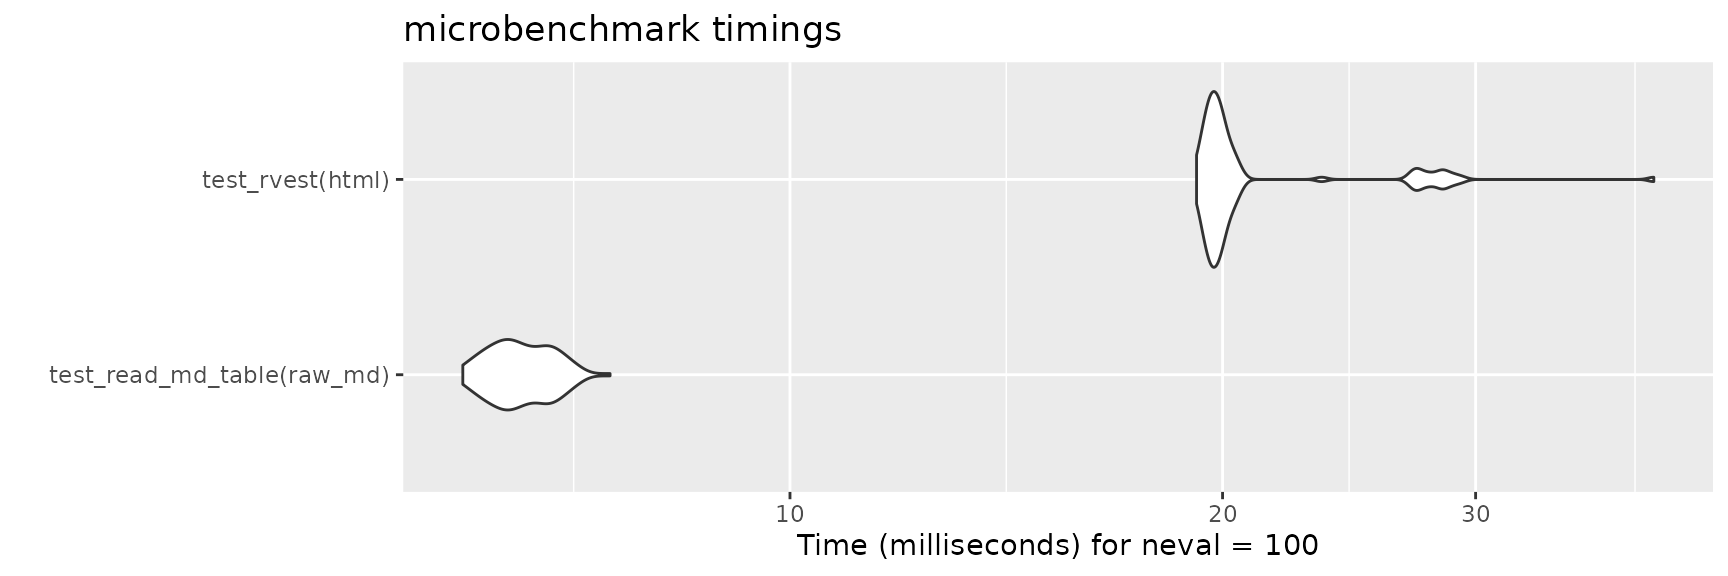 microbenchmark timings
test_rvest(html)
test_read_md_table(raw_md)
10 20 30
Time (milliseconds) for neval = 100